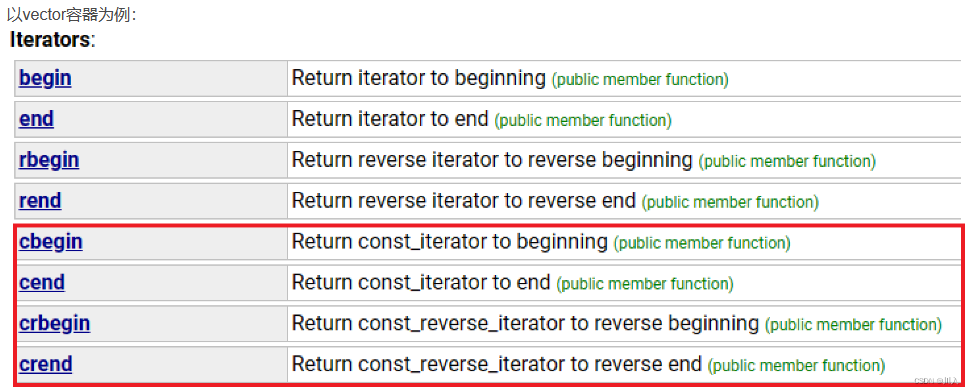 以vector容器为例：
Iterators:
begin Return iterator to beginning (public member function)
end Return iterator to end (public member function)
rbegin Return reverse iterator to reverse beginning (public member function)
rend Return reverse iterator to reverse end (public member function)
cbegin Return const_iterator to beginning (public member function)
cend Return const_iterator to end (public member function)
crbegin Return const_reverse_iterator to reverse beginning (public member function)
crend Return const_reverse_iterator to reverse end (public member function)